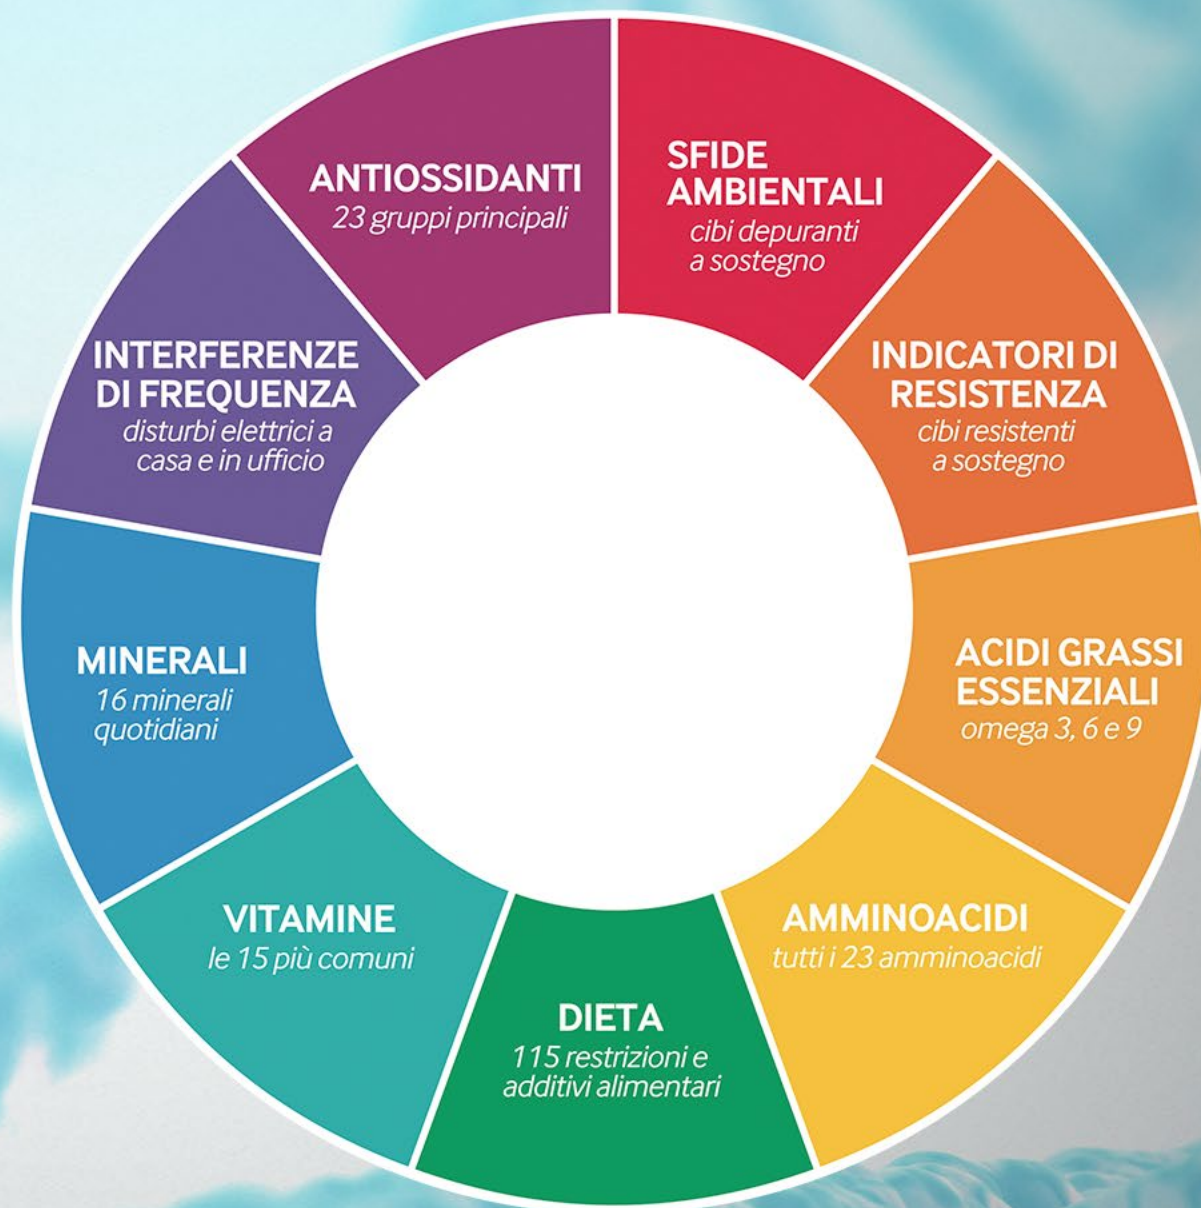 ANTIOSSIDANTI
23 gruppi principali
SFIDE
AMBIENTALI
cibi depuranti
a sostegno
INDICATORI DI
RESISTENZA
cibi resistenti
a sostegno
ACIDI GRASSI
ESSENZIALI
omega 3, 6 e 9
AMMINOACIDI
tutti i 23 amminoacidi
DIETA
115 restrizioni e
additivi alimentari
VITAMINE
le 15 più comuni
MINERALI
16 minerali
quotidiani
INTERFERENZE
DI FREQUENZA
disturbi elettrici a
casa e in ufficio